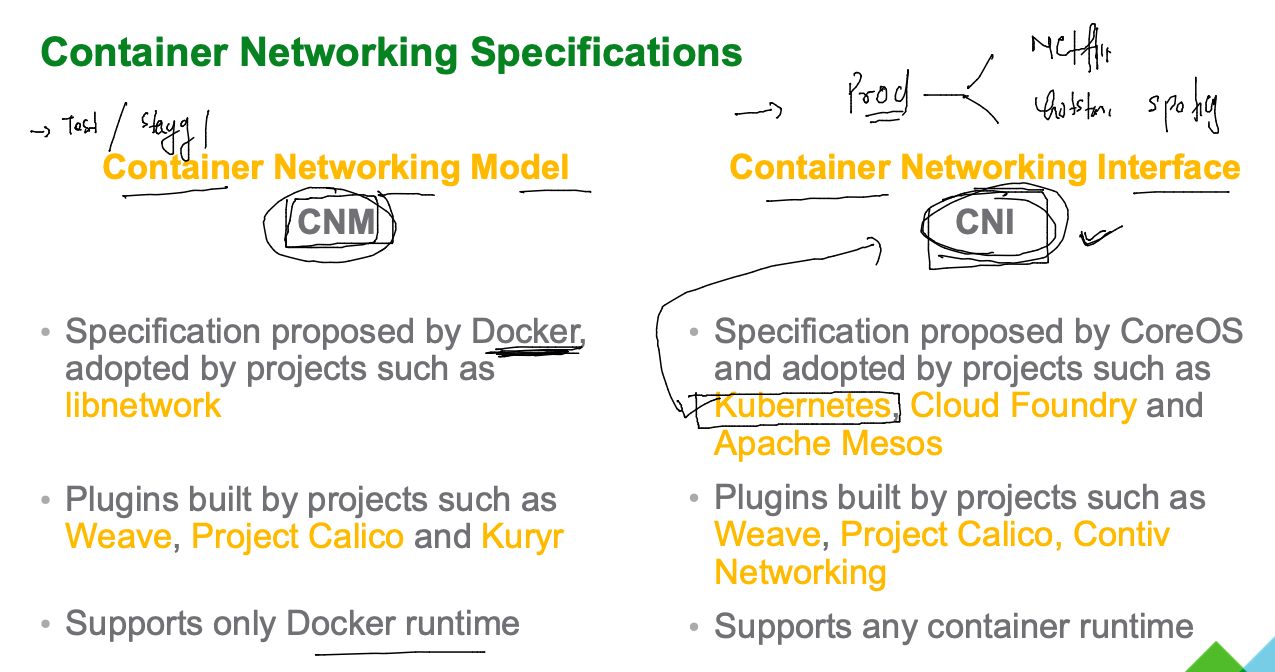 Container Networking Specifications
→ Test / stagg
→ Prod
Netflix
Hotstar, spotify
Container Networking Model
CNM
• Specification proposed by Docker,
adopted by projects such as
libnetwork
• Plugins built by projects such as
Weave, Project Calico and Kuryr
• Supports only Docker runtime
Container Networking Interface
CNI
• Specification proposed by CoreOS
and adopted by projects such as
Kubernetes, Cloud Foundry and
Apache Mesos
• Plugins built by projects such as
Weave, Project Calico, Contiv
Networking
• Supports any container runtime